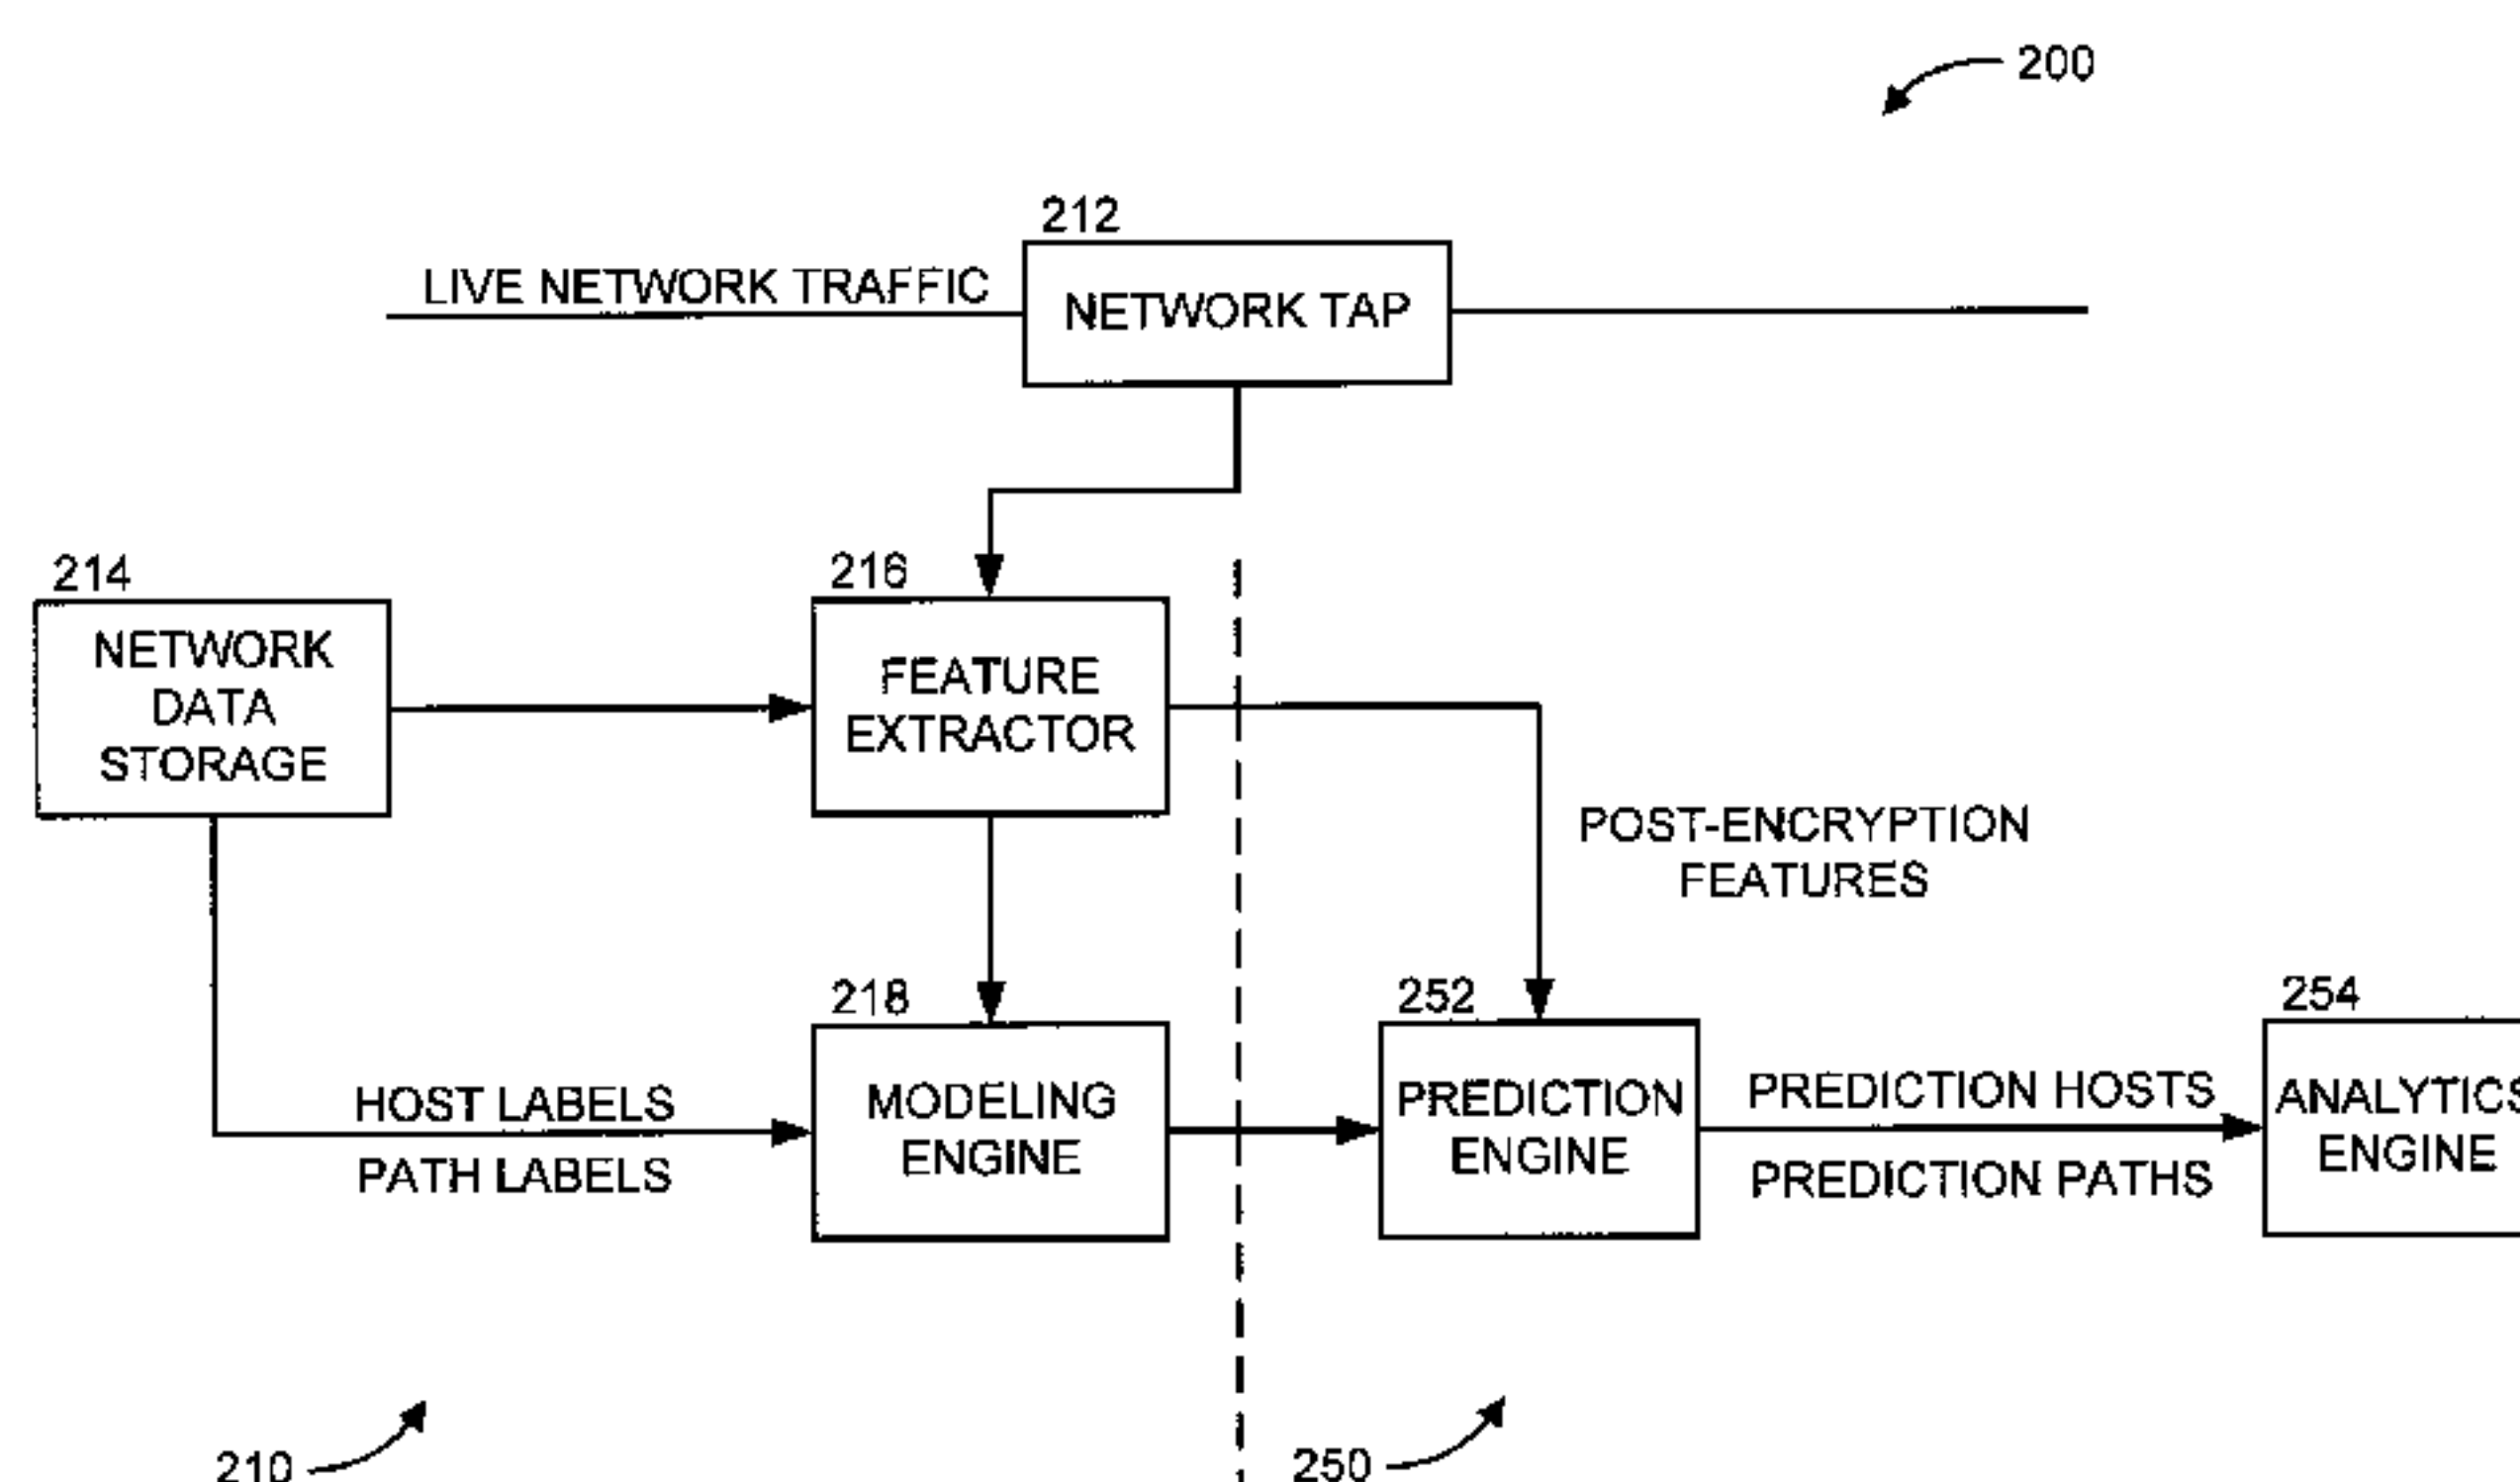 200
212
LIVE NETWORK TRAFFIC
NETWORK TAP
214
216
NETWORK
DATA
STORAGE
FEATURE
EXTRACTOR
POST-ENCRYPTION
FEATURES
218
252
254
HOST LABELS
PATH LABELS
MODELING
ENGINE
PREDICTION
ENGINE
PREDICTION HOSTS
PREDICTION PATHS
ANALYTICS
ENGINE
210
250